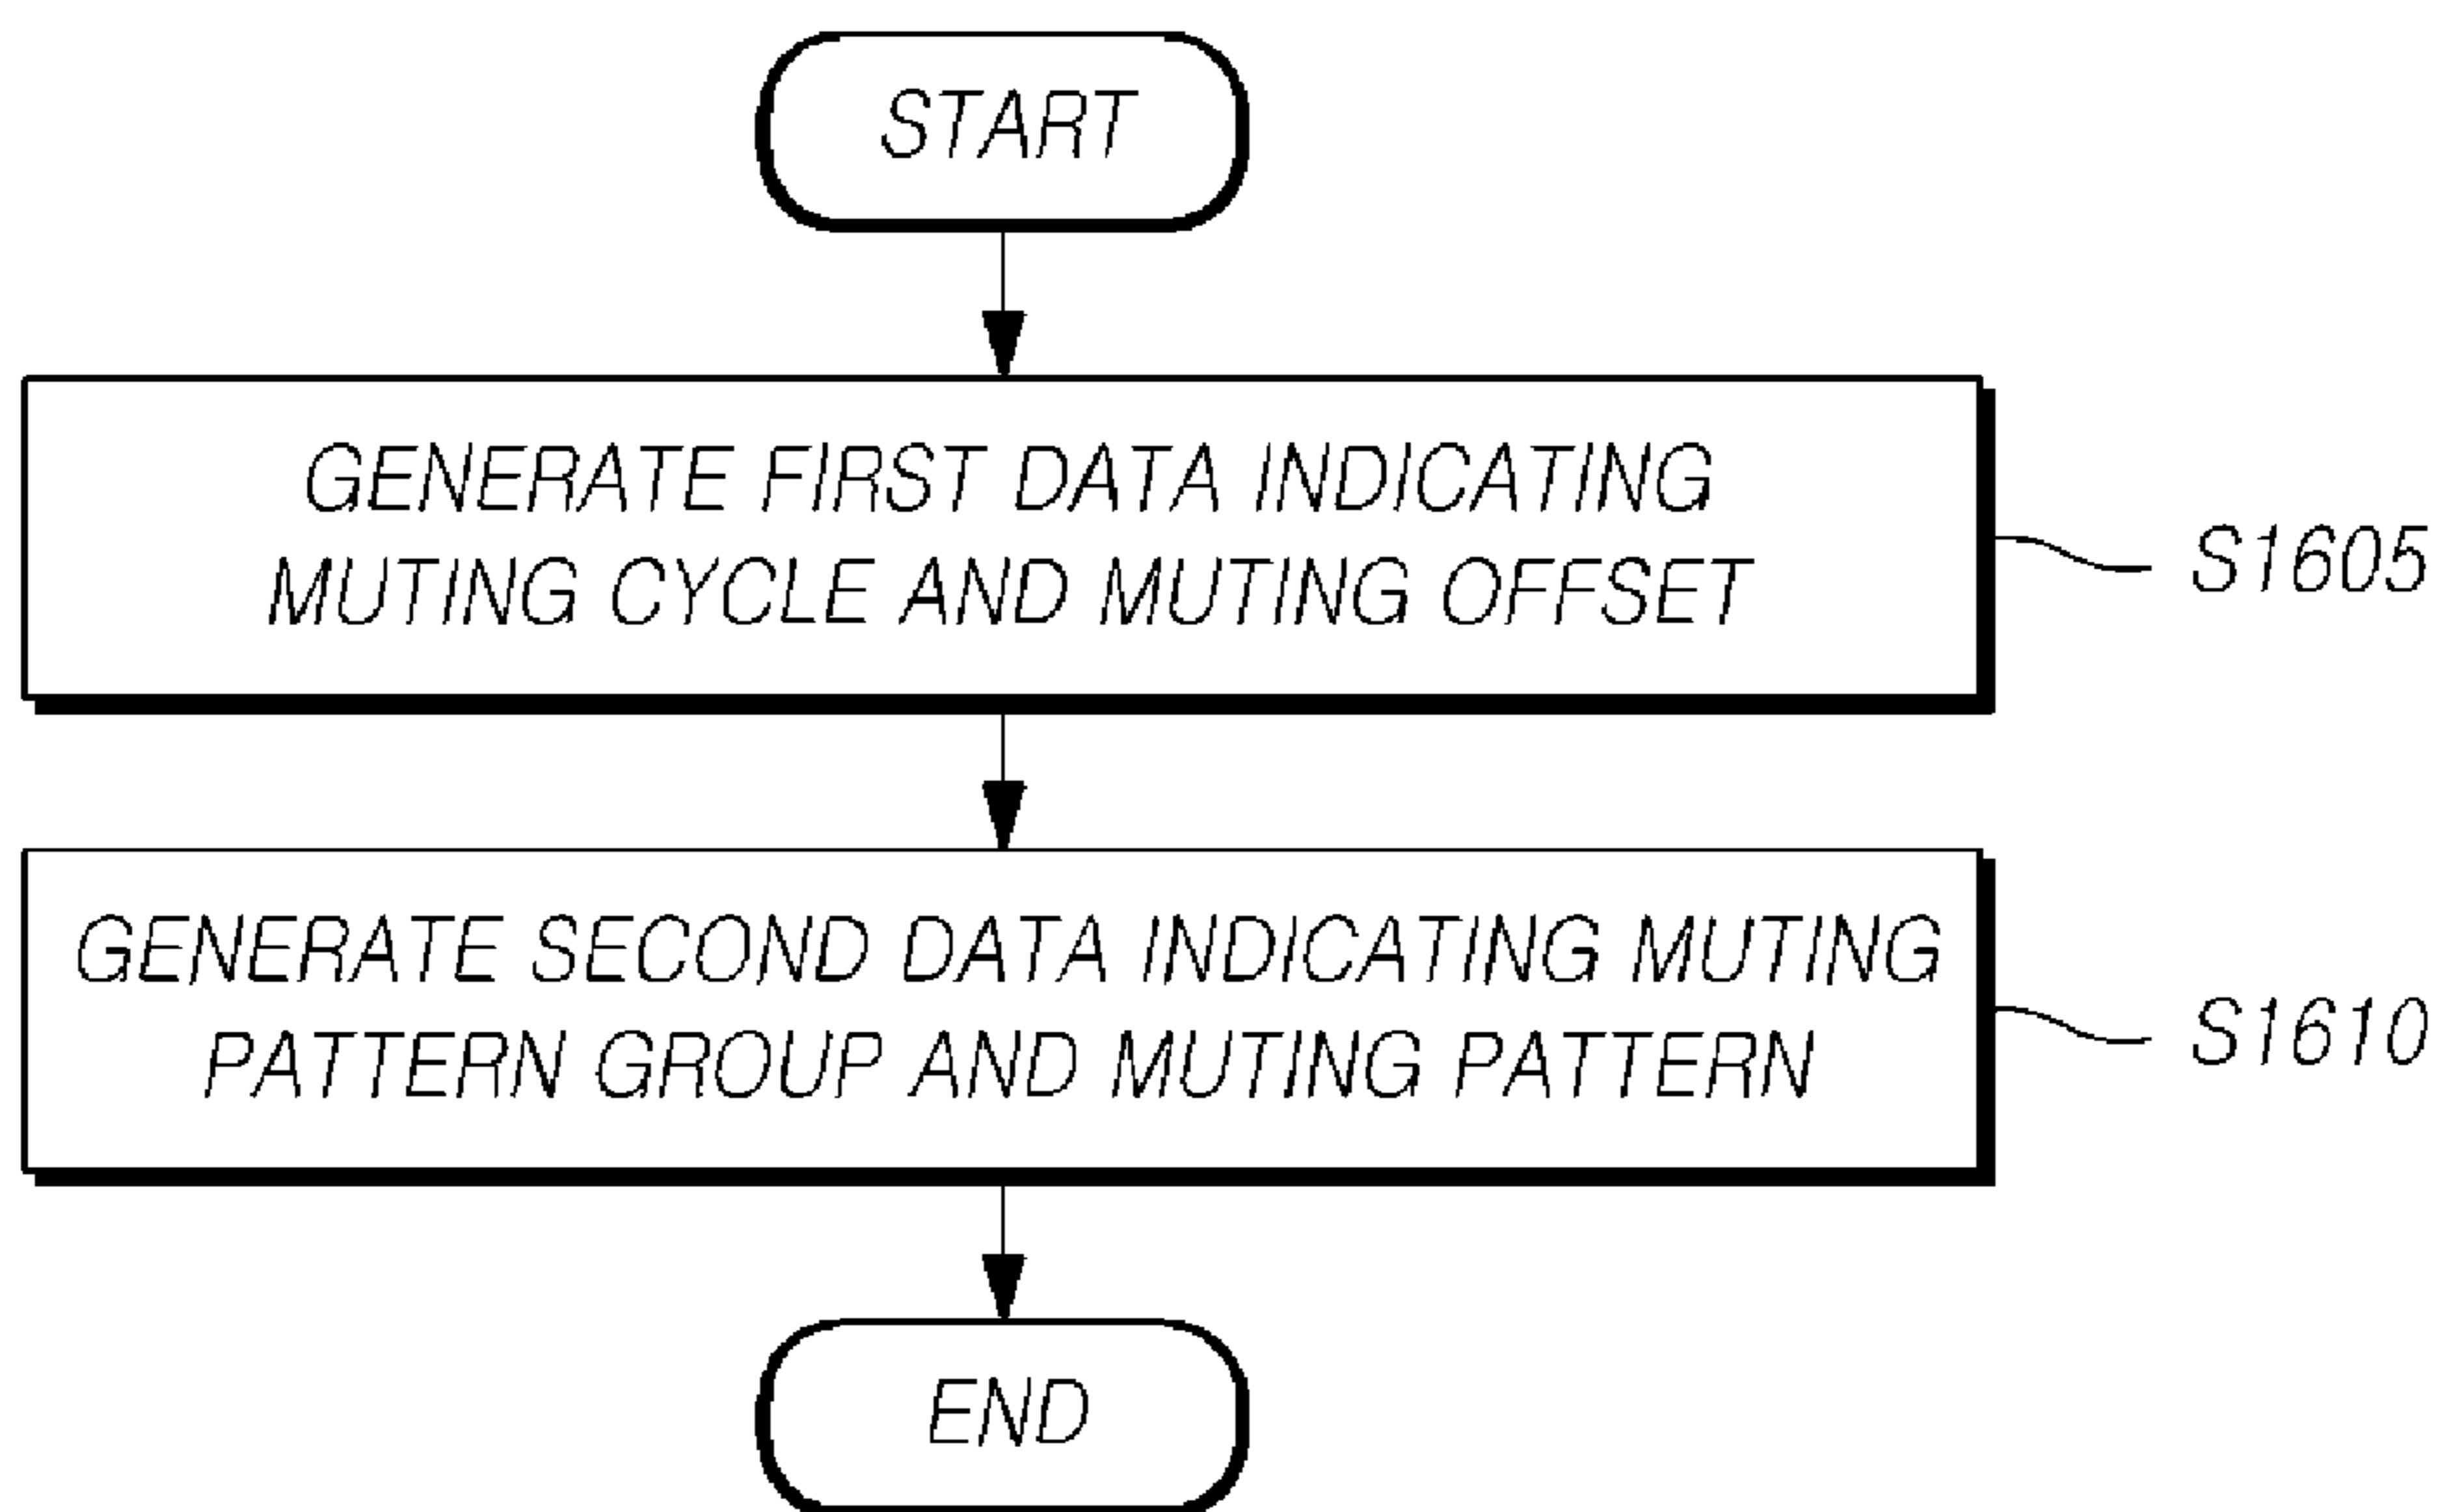 START
GENERATE FIRST DATA INDICATING
MUTING CYCLE AND MUTING OFFSET
S1605
GENERATE SECOND DATA INDICATING MUTING
PATTERN GROUP AND MUTING PATTERN
S1610
END